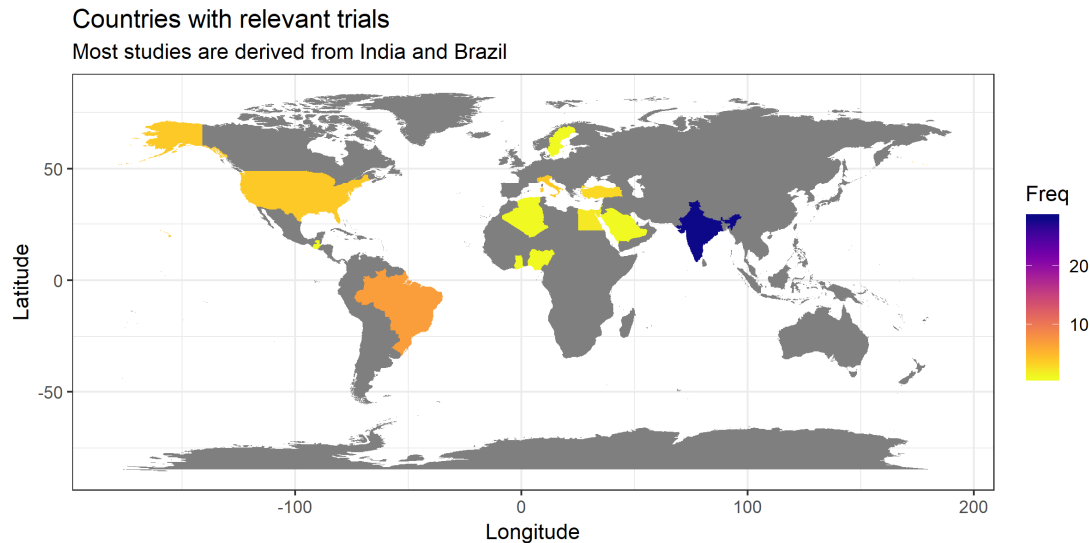 Countries with relevant trials
Most studies are derived from India and Brazil
Latitude
50
0
-50
-100
0
100
200
Longitude
Freq
20
10